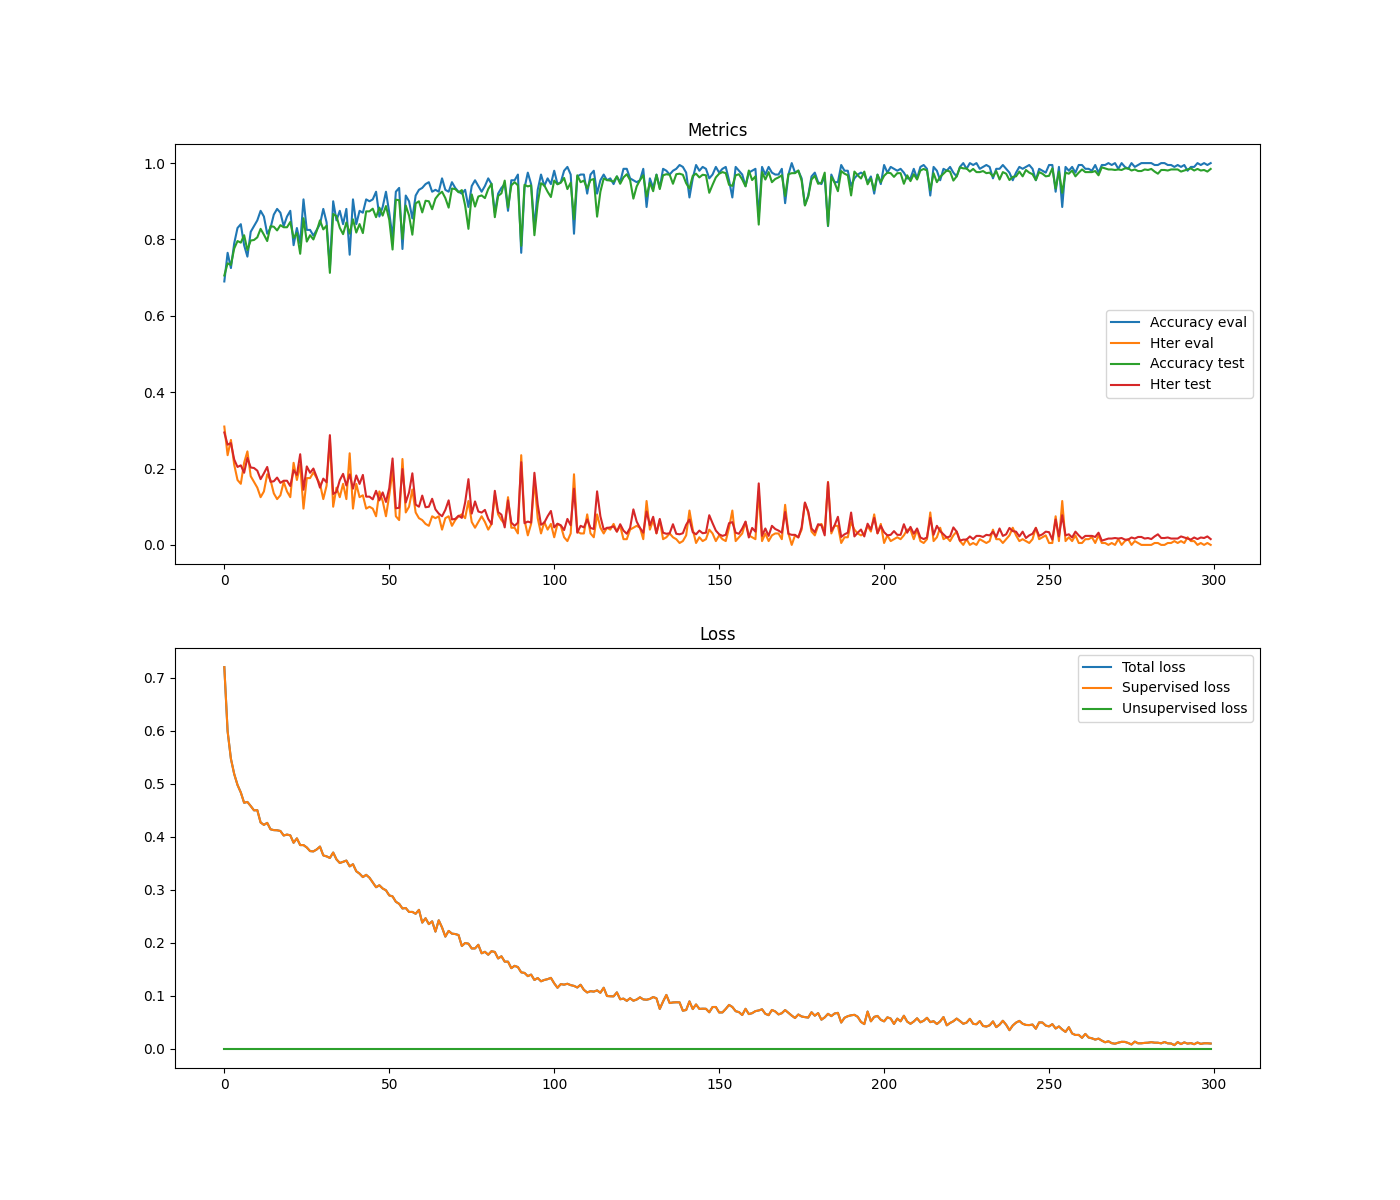 Metrics
1.0
0.8
0.6
0.4
0.2
0.0
Accuracy eval
Hter eval
Accuracy test
Hter test
0 50 100 150 200 250 300
Loss
0.7
0.6
0.5
0.4
0.3
0.2
0.1
0.0
Total loss
Supervised loss
Unsupervised loss
0 50 100 150 200 250 300